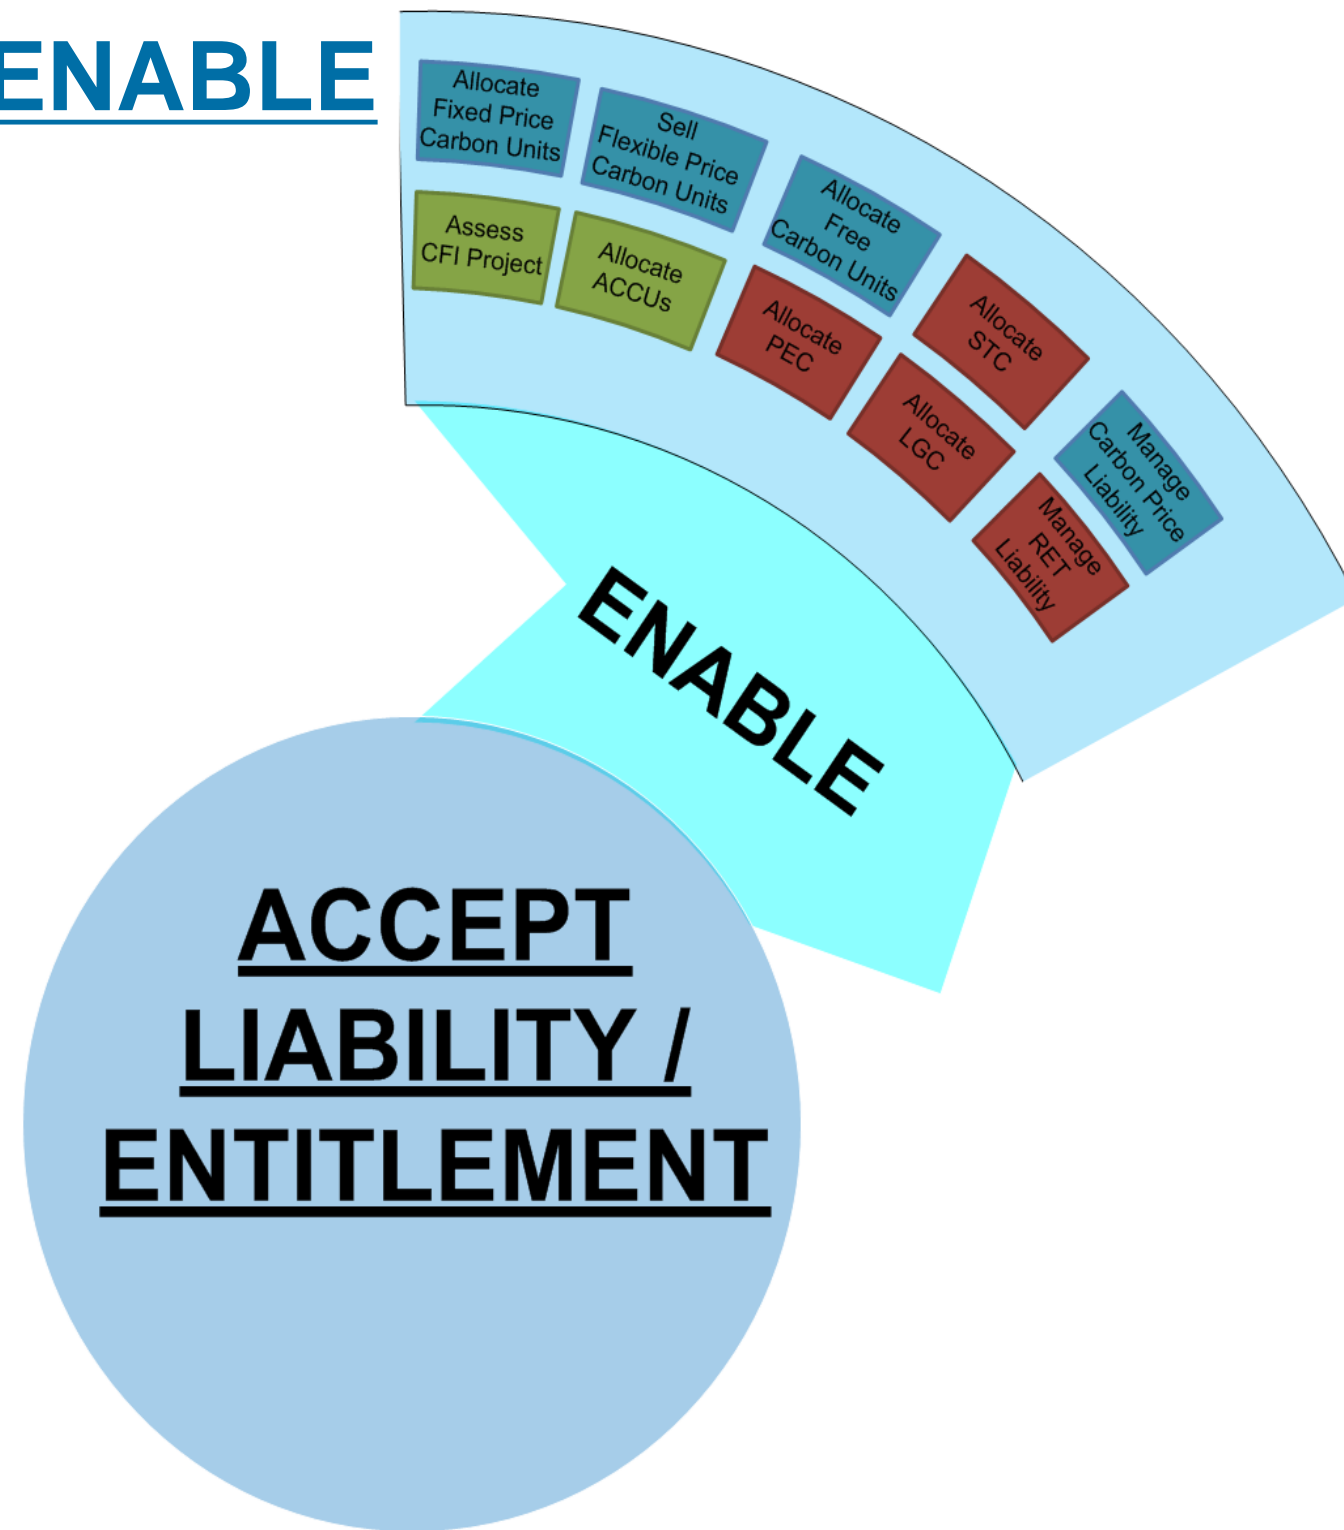 ENABLE
Allocate
Fixed Price
Carbon Units
Sell
Flexible Price
Carbon Units
Allocate
Free
Carbon Units
Allocate
STC
Manage
Carbon Price
Liability
Assess
CFI Project
Allocate
ACCUs
Allocate
PEC
Allocate
LGC
Manage
RET
Liability
ENABLE
ACCEPT
LIABILITY /
ENTITLEMENT